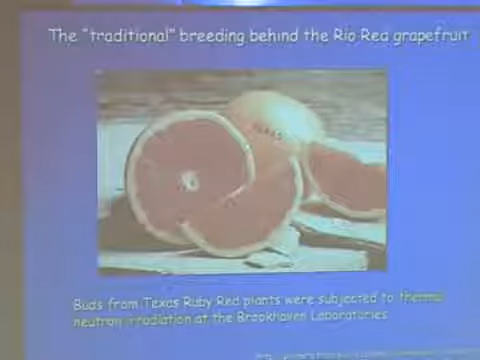 The "traditional" breeding behind the Rio Red grapefruit
TEXAS
Buds from Texas Ruby Red plants were subjected to thermal
neutron irradiation at the Brookhaven Laboratories